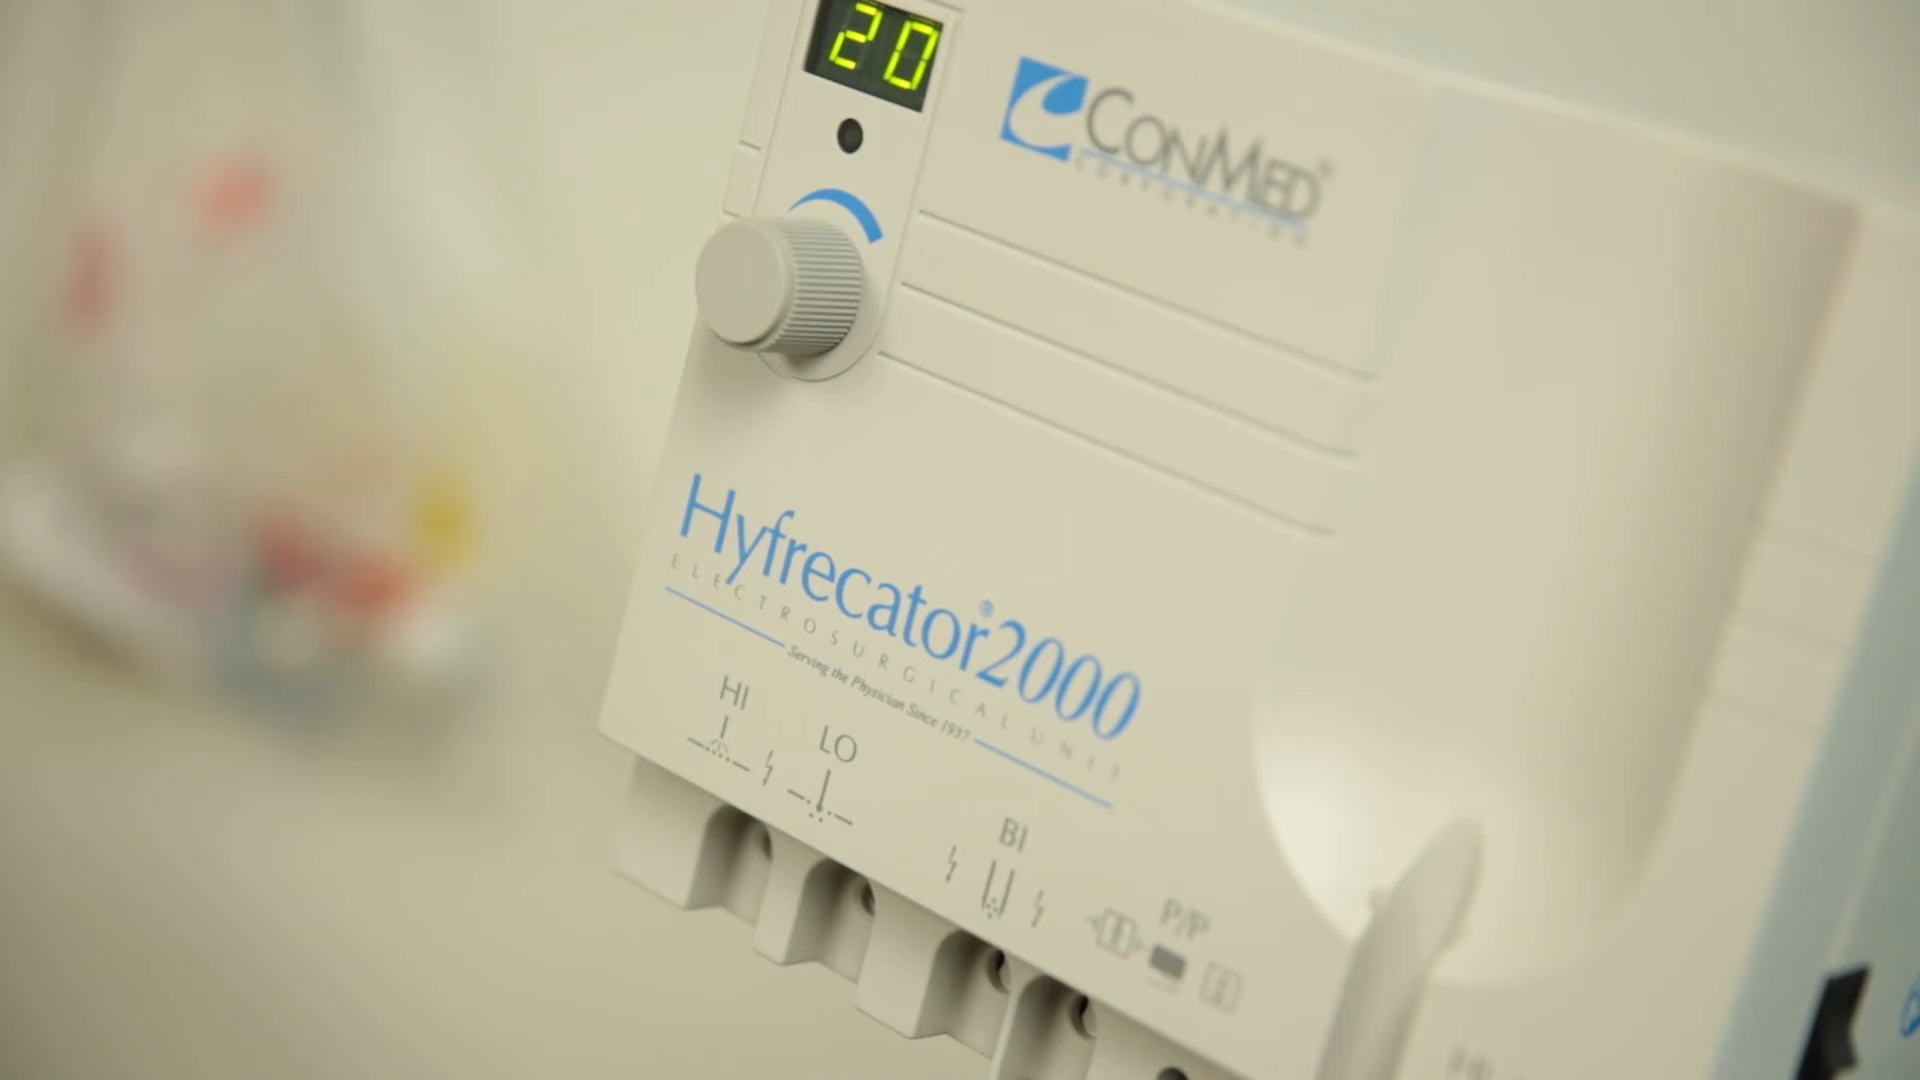 20
CONMED®
CORPORATION
Hyfrecator®2000
ELECTROSURGICAL UNIT
Serving the Physician Since 1937
HI
LO
BI
P/P